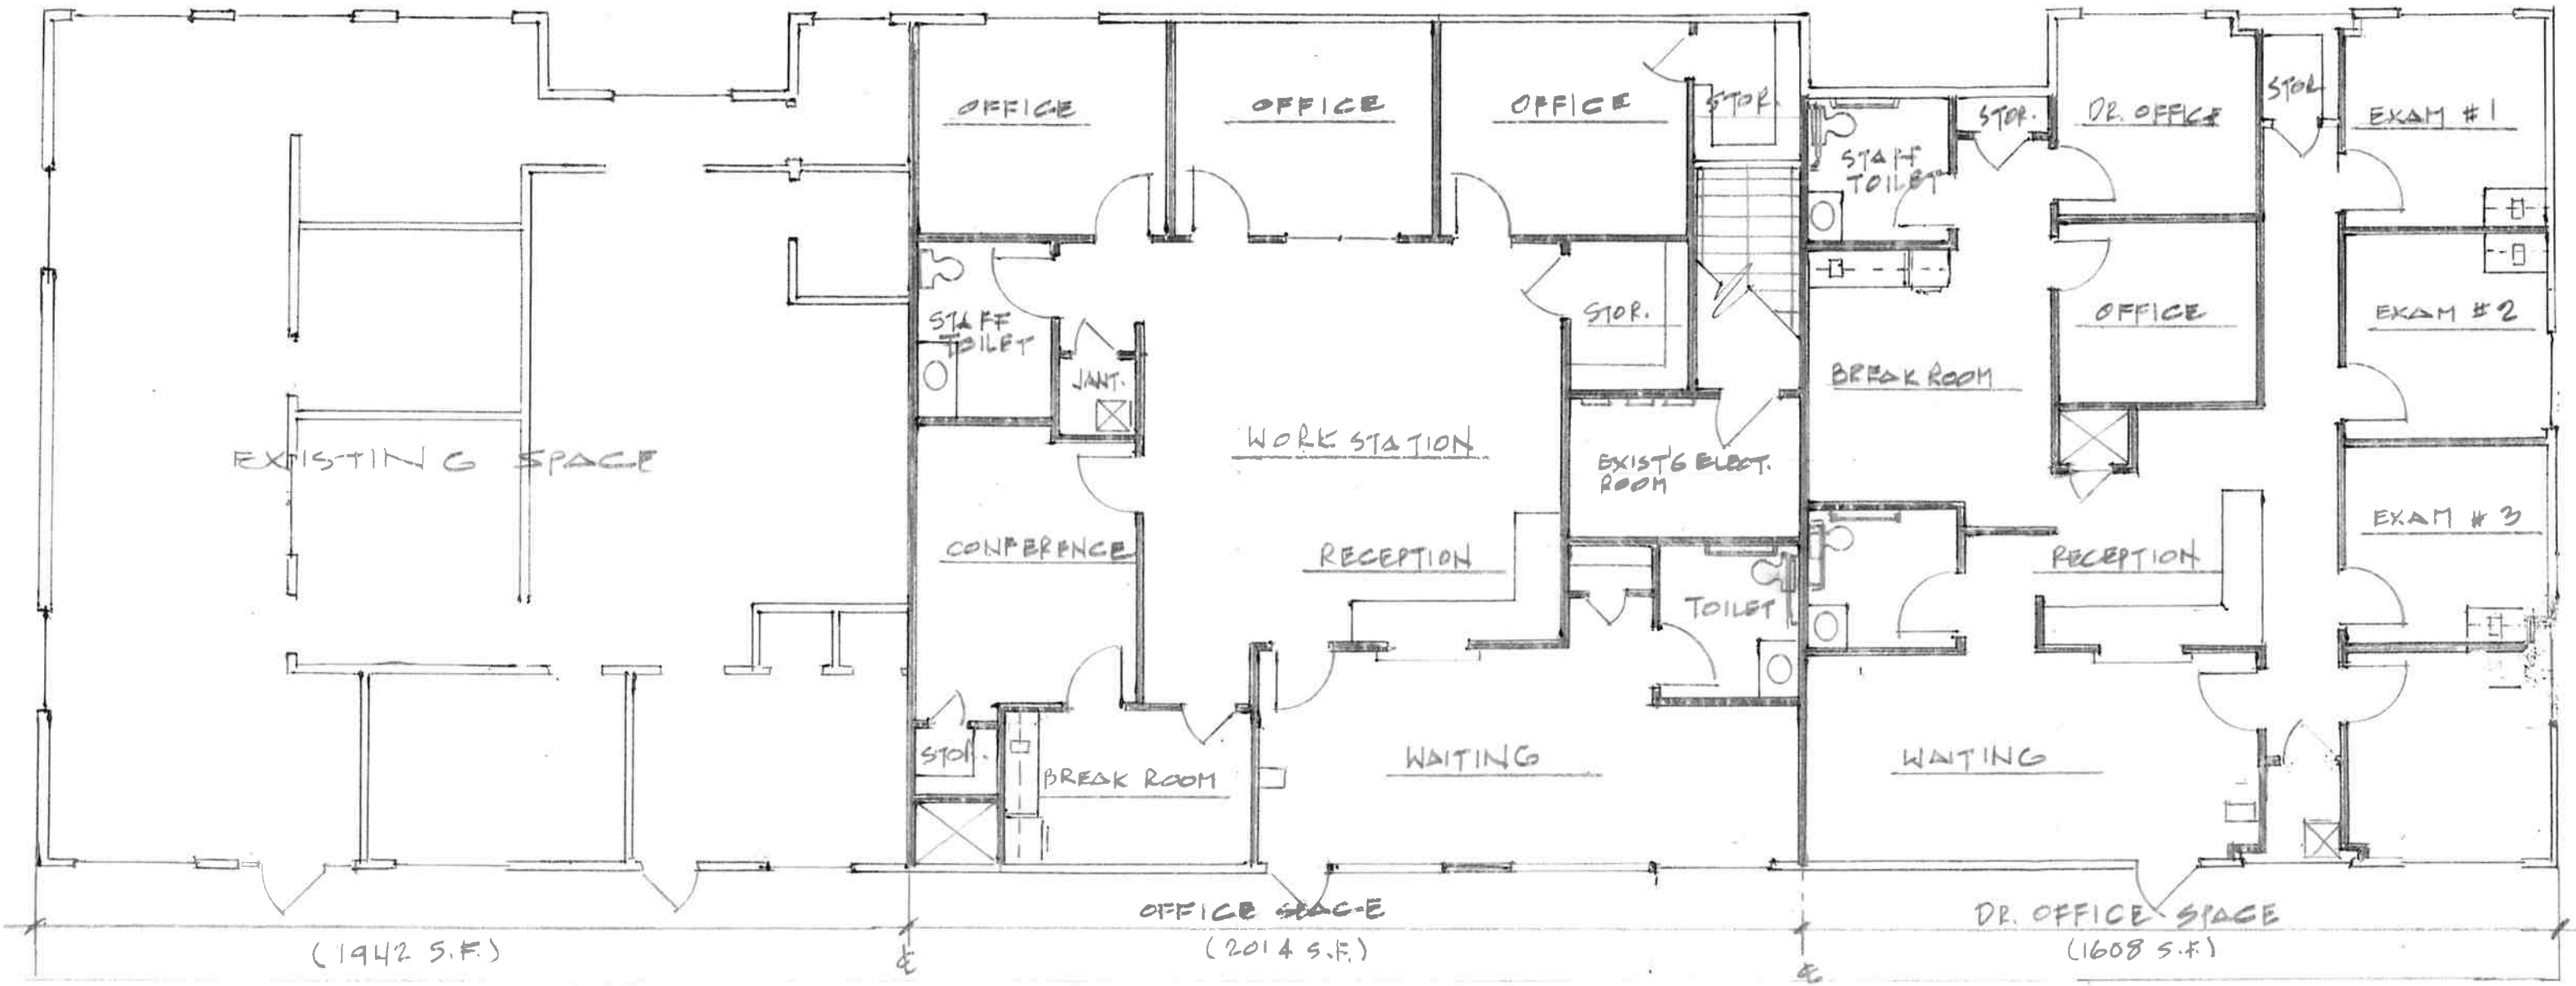 OFFICE
OFFICE
OFFICE
STOR.
STAFF
TOILET
STOR.
DR. OFFICE
STOR
EXAM #1
STAFF
TOILET
JANT.
STOR.
BREAK ROOM
OFFICE
EXAM #2
EXISTING SPACE
WORK STATION
EXIST'G ELECT.
ROOM
CONFERENCE
RECEPTION
TOILET
RECEPTION
EXAM #3
STOR.
BREAK ROOM
WAITING
WAITING
OFFICE SPACE
DR. OFFICE SPACE
(1942 S.F.)
(2014 S.F.)
(1608 S.F.)